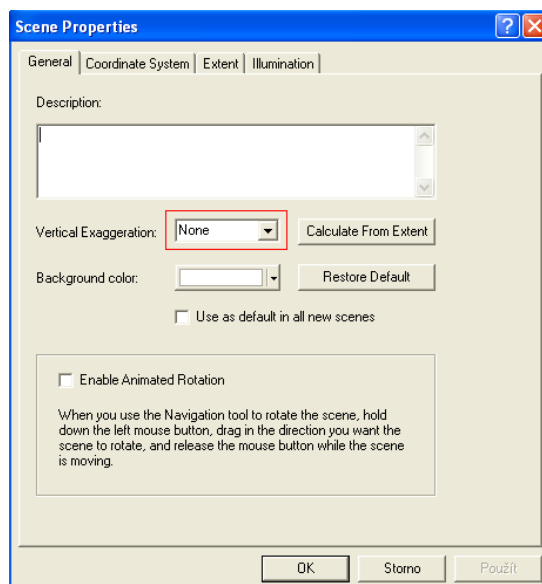 Scene Properties
General Coordinate System Extent Illumination
Description:
Vertical Exaggeration: None Calculate From Extent
Background color: Restore Default
Use as default in all new scenes
Enable Animated Rotation
When you use the Navigation tool to rotate the scene, hold
down the left mouse button, drag in the direction you want the
scene to rotate, and release the mouse button while the scene
is moving.
OK Storno Použít